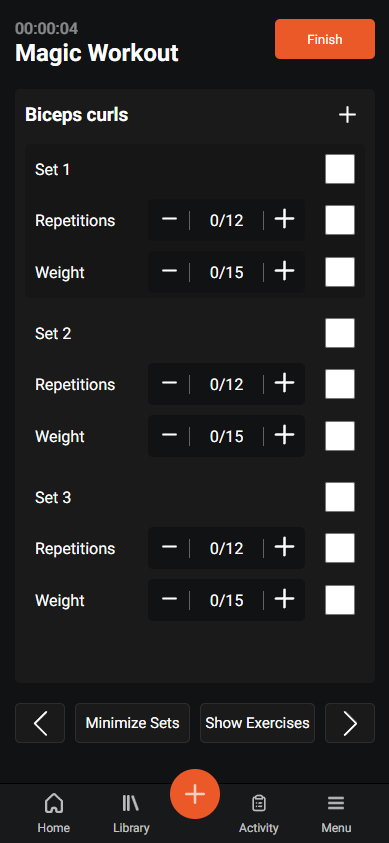 00:00:04
Magic Workout
Finish
Biceps curls
Set 1
Repetitions 0/12
Weight 0/15
Set 2
Repetitions 0/12
Weight 0/15
Set 3
Repetitions 0/12
Weight 0/15
Minimize Sets Show Exercises
Home Library Activity Menu